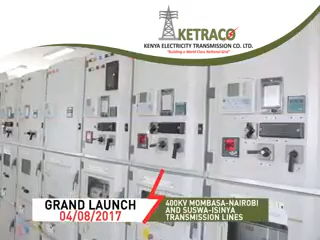 KETRACO
KENYA ELECTRICITY TRANSMISSION CO. LTD.
"Building a World Class National Grid"
GRAND LAUNCH
04/08/2017
400KV MOMBASA-NAIROBI
AND SUSWA-ISINYA
TRANSMISSION LINES